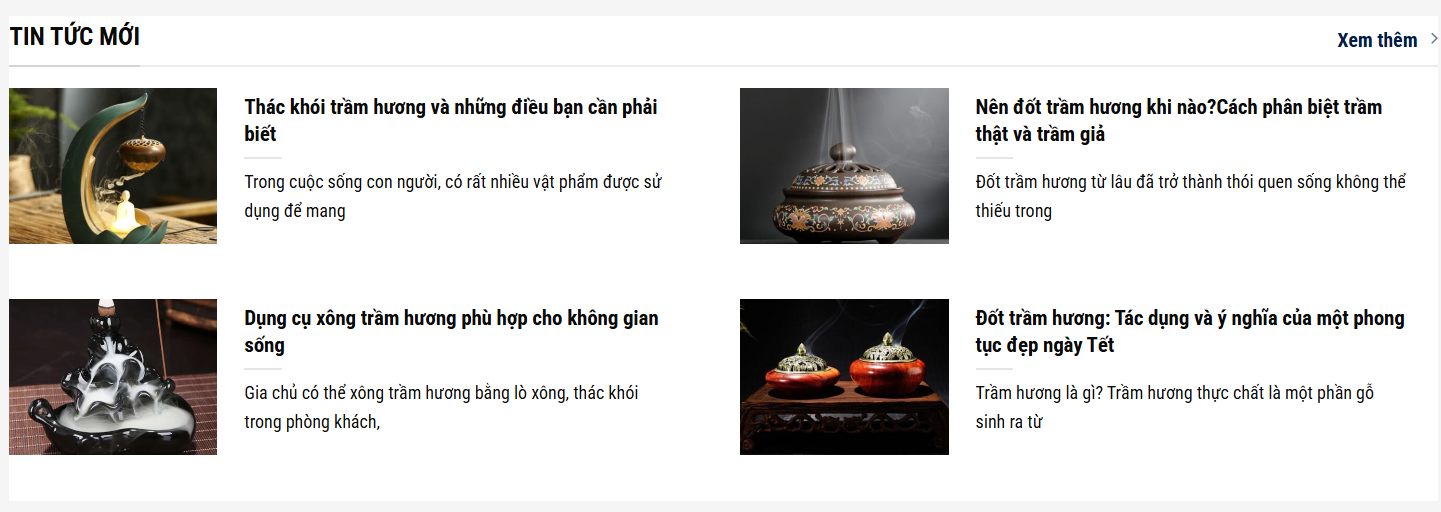 TIN TỨC MỚI
Xem thêm
Thác khói trầm hương và những điều bạn cần phải
biết
Trong cuộc sống con người, có rất nhiều vật phẩm được sử
dụng để mang
Nên đốt trầm hương khi nào?Cách phân biệt trầm
thật và trầm giả
Đốt trầm hương từ lâu đã trở thành thói quen sống không thể
thiếu trong
Dụng cụ xông trầm hương phù hợp cho không gian
sống
Gia chủ có thể xông trầm hương bằng lò xông, thác khói
trong phòng khách,
Đốt trầm hương: Tác dụng và ý nghĩa của một phong
tục đẹp ngày Tết
Trầm hương là gì? Trầm hương thực chất là một phần gỗ
sinh ra từ